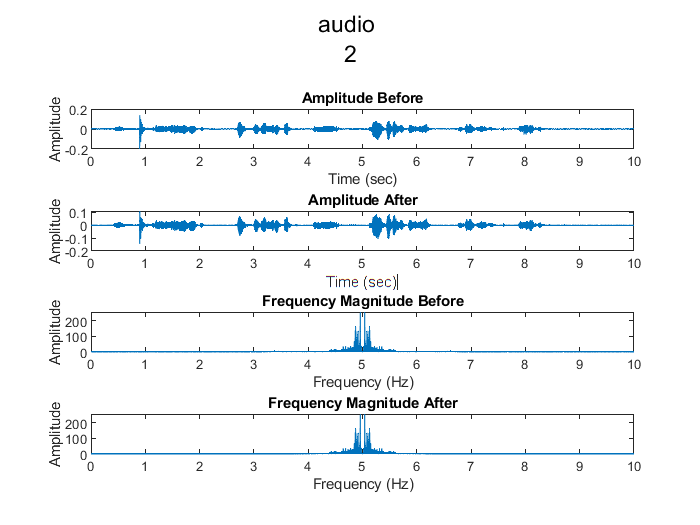 audio
2
Amplitude Before
Amplitude
0.2
0
-0.2
0 1 2 3 4 5 6 7 8 9 10
Time (sec)
Amplitude After
Amplitude
0.1
0
-0.1
-0.2
0 1 2 3 4 5 6 7 8 9 10
Time (sec)
Frequency Magnitude Before
Amplitude
200
100
0
0 1 2 3 4 5 6 7 8 9 10
Frequency (Hz)
Frequency Magnitude After
Amplitude
200
100
0
0 1 2 3 4 5 6 7 8 9 10
Frequency (Hz)